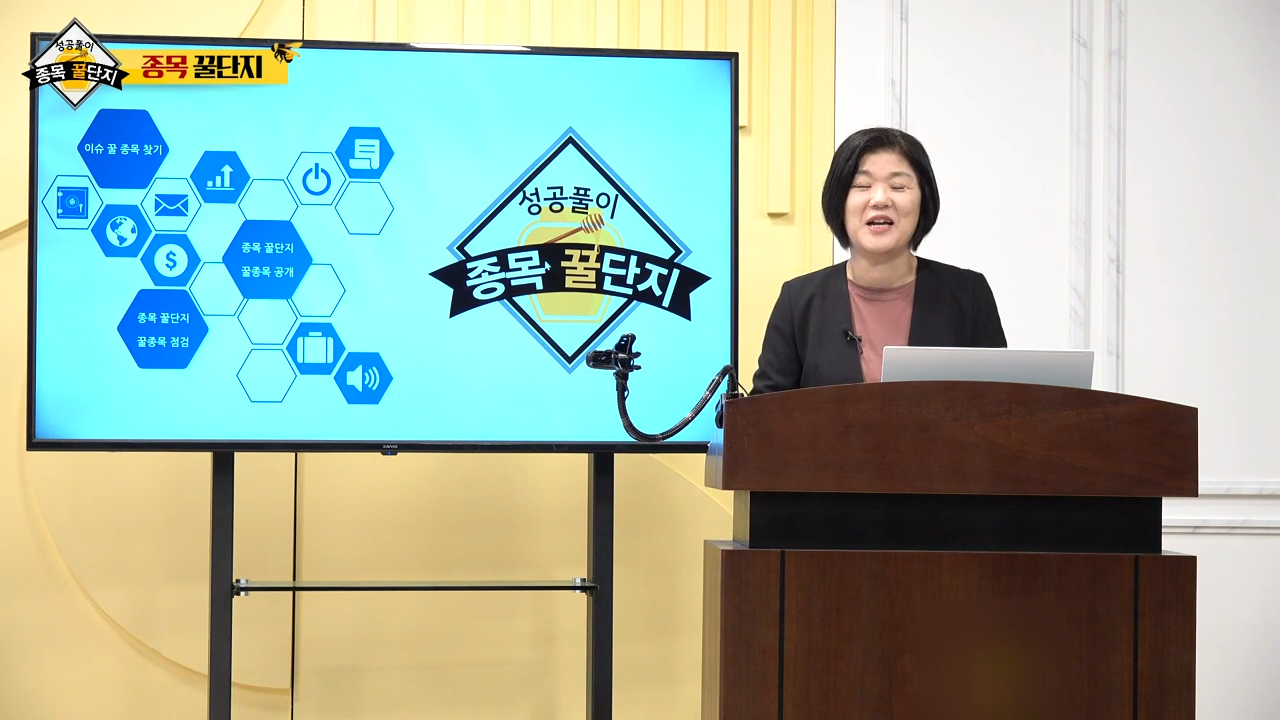 성공풀이
종목 꿀단지
종목 꿀단지
이슈 꿀 종목 찾기
종목 꿀단지
꿀종목 공개
종목 꿀단지
꿀종목 점검
$
성공풀이
종목 꿀단지